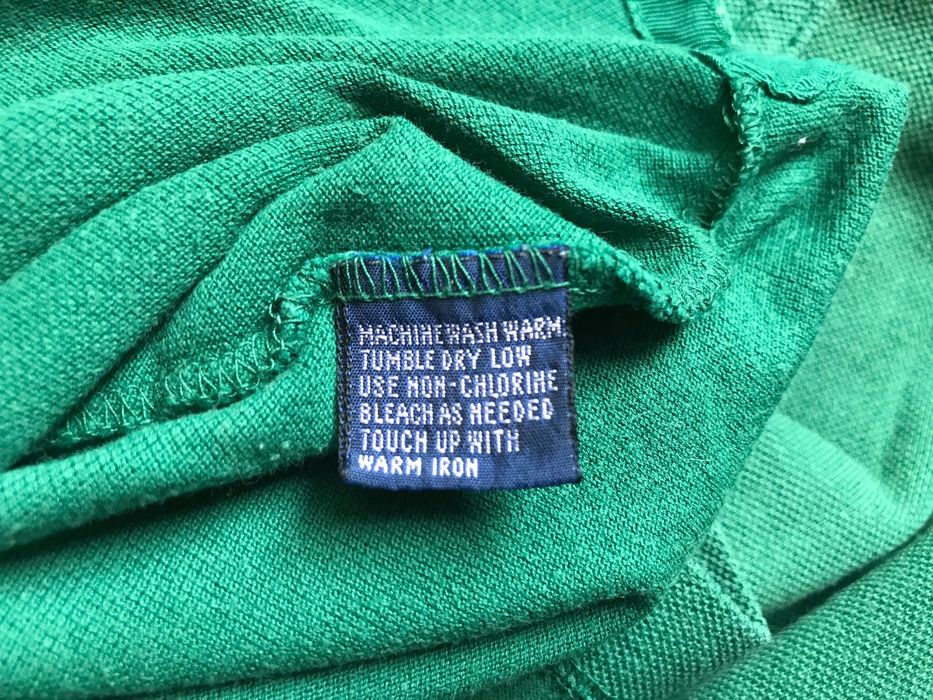 MACHINE WASH WARM
TUMBLE DRY LOW
USE NON-CHLORINE
BLEACH AS NEEDED
TOUCH UP WITH
WARM IRON